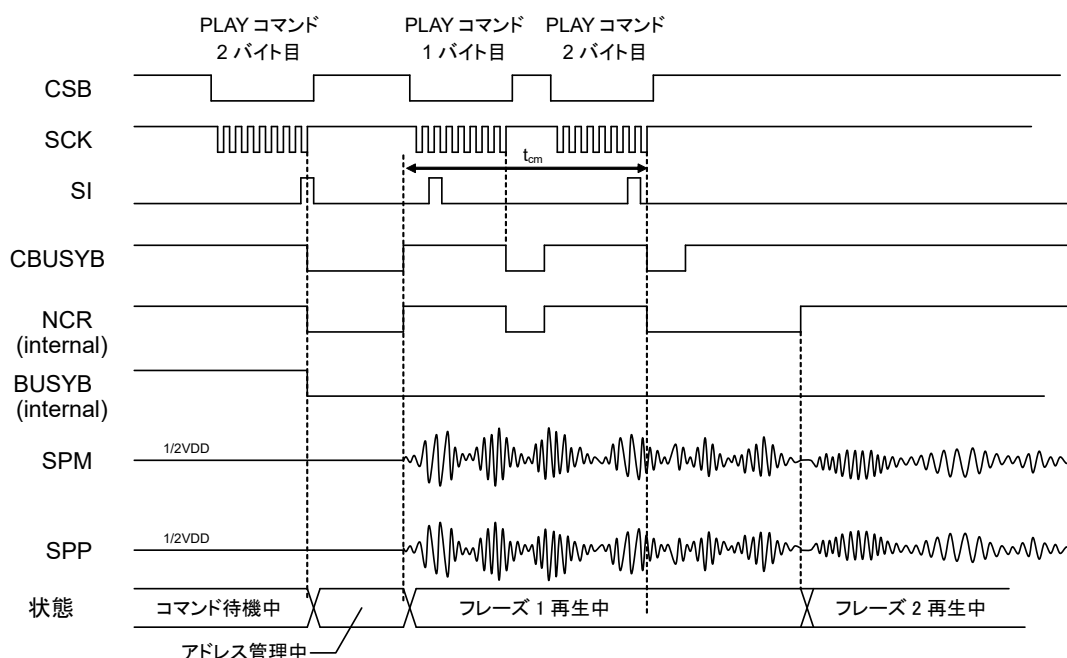 PLAY コマンド
2 バイト目
PLAY コマンド
1 バイト目
PLAY コマンド
2 バイト目
CSB
SCK
tcm
SI
CBUSYB
NCR
(internal)
BUSYB
(internal)
1/2VDD
SPM
1/2VDD
SPP
状態
コマンド待機中
フレーズ 1 再生中
フレーズ 2 再生中
アドレス管理中